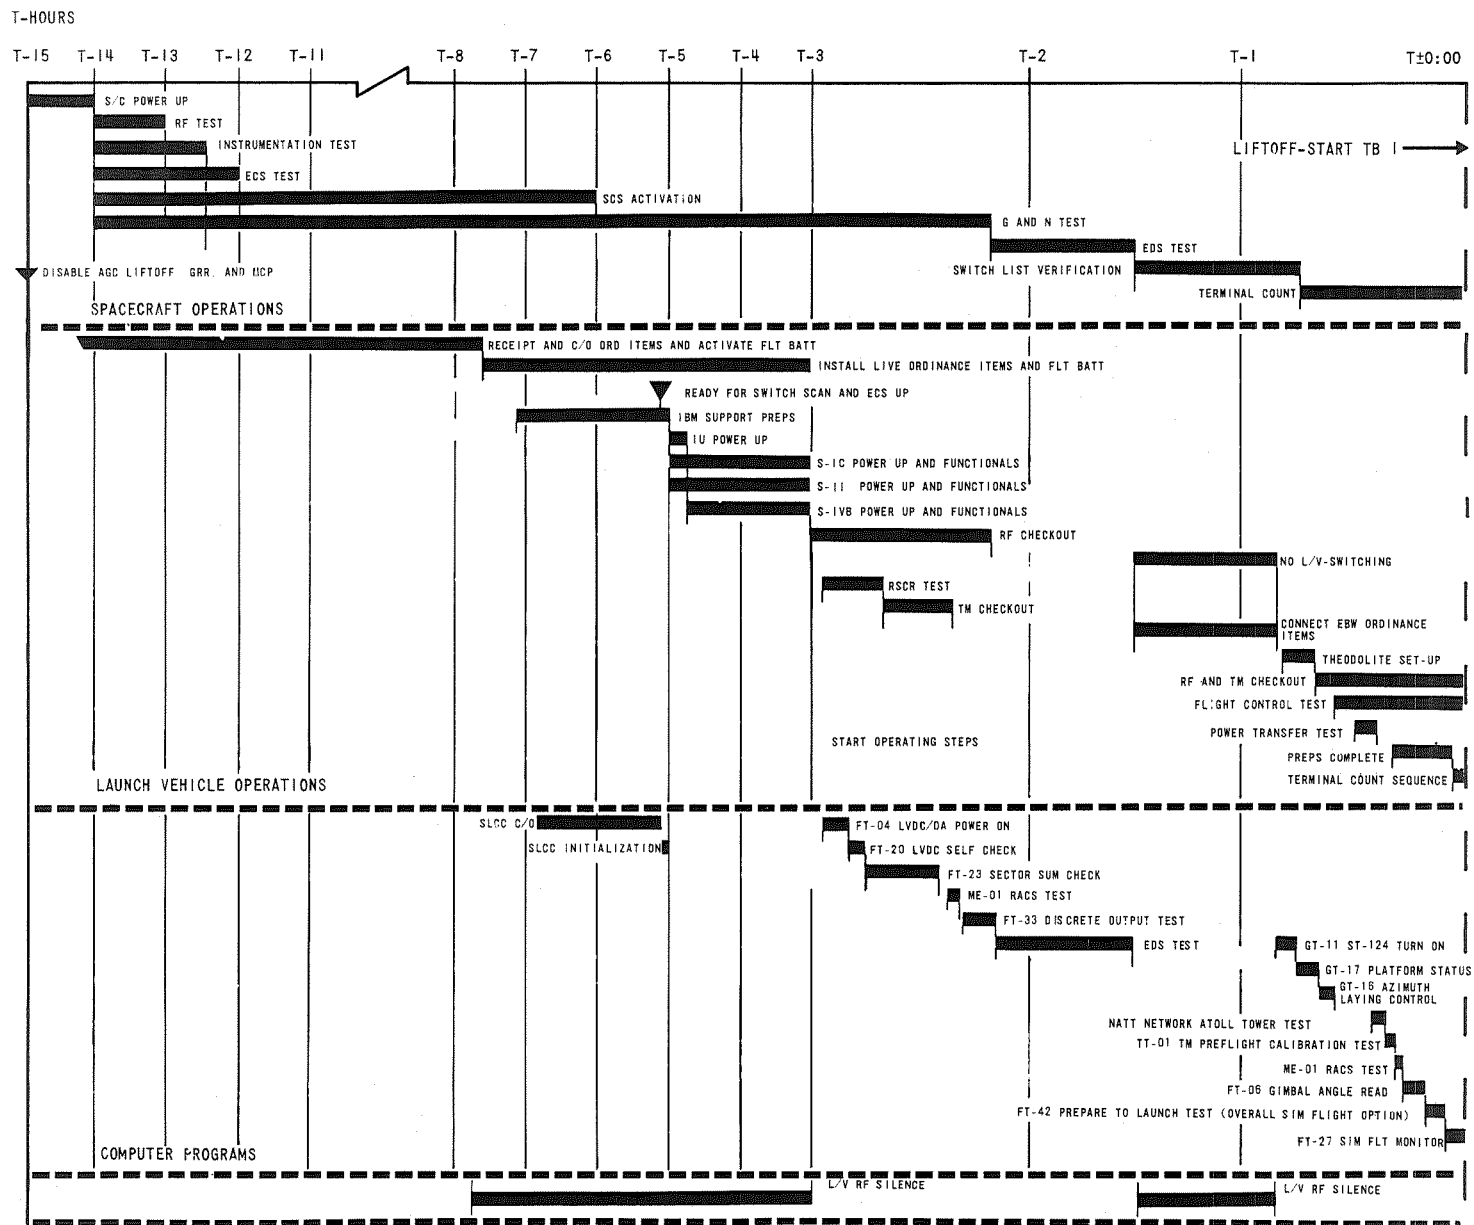 T-HOURS
T-15 T-14 T-13 T-12 T-11 T-8 T-7 T-6 T-5 T-4 T-3 T-2 T-1 T±0:00
S/C POWER UP
RF TEST
INSTRUMENTATION TEST
LIFTOFF-START TB I
ECS TEST
SCS ACTIVATION
G AND N TEST
EDS TEST
DISABLE AGC LIFTOFF GRR. AND MCP
SWITCH LIST VERIFICATION
TERMINAL COUNT
SPACECRAFT OPERATIONS
RECEIPT AND C/O ORD ITEMS AND ACTIVATE FLT BATT
INSTALL LIVE ORDINANCE ITEMS AND FLT BATT
READY FOR SWITCH SCAN AND ECS UP
IBM SUPPORT PREPS
IU POWER UP
S-IC POWER UP AND FUNCTIONALS
S-II POWER UP AND FUNCTIONALS
S-IVB POWER UP AND FUNCTIONALS
RF CHECKOUT
NO L/V-SWITCHING
RSCR TEST
TM CHECKOUT
CONNECT EBW ORDINANCE
ITEMS
THEODOLITE SET-UP
RF AND TM CHECKOUT
FLIGHT CONTROL TEST
POWER TRANSFER TEST
START OPERATING STEPS
PREPS COMPLETE
TERMINAL COUNT SEQUENCE
LAUNCH VEHICLE OPERATIONS
SLCC C/O
FT-04 LVDC/DA POWER ON
SLCC INITIALIZATION
FT-20 LVDC SELF CHECK
FT-23 SECTOR SUM CHECK
ME-01 RACS TEST
FT-33 DISCRETE OUTPUT TEST
EDS TEST
GT-11 ST-124 TURN ON
GT-17 PLATFORM STATUS
GT-16 AZIMUTH
LAYING CONTROL
NATT NETWORK ATOLL TOWER TEST
TT-01 TM PREFLIGHT CALIBRATION TEST
ME-01 RACS TEST
FT-06 GIMBAL ANGLE READ
FT-42 PREPARE TO LAUNCH TEST (OVERALL SIM FLIGHT OPTION)
FT-27 SIM FLT MONITOR
COMPUTER PROGRAMS
L/V RF SILENCE
L/V RF SILENCE